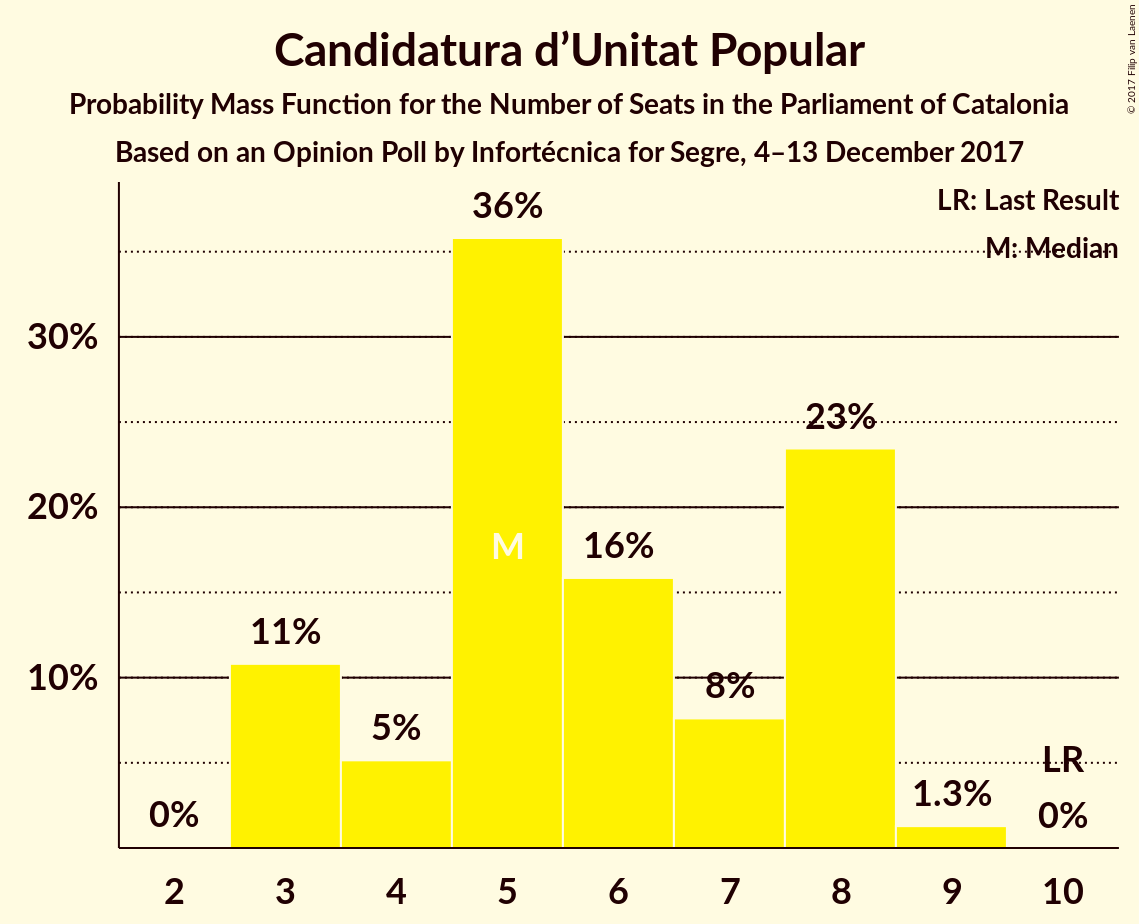 Candidatura d’Unitat Popular
Probability Mass Function for the Number of Seats in the Parliament of Catalonia
Based on an Opinion Poll by Infortécnica for Segre, 4–13 December 2017
© 2017 Filip van Laenen
LR: Last Result
M: Median
30%
20%
10%
0%
11%
5%
36%
M
16%
8%
23%
1.3%
LR
0%
2 3 4 5 6 7 8 9 10